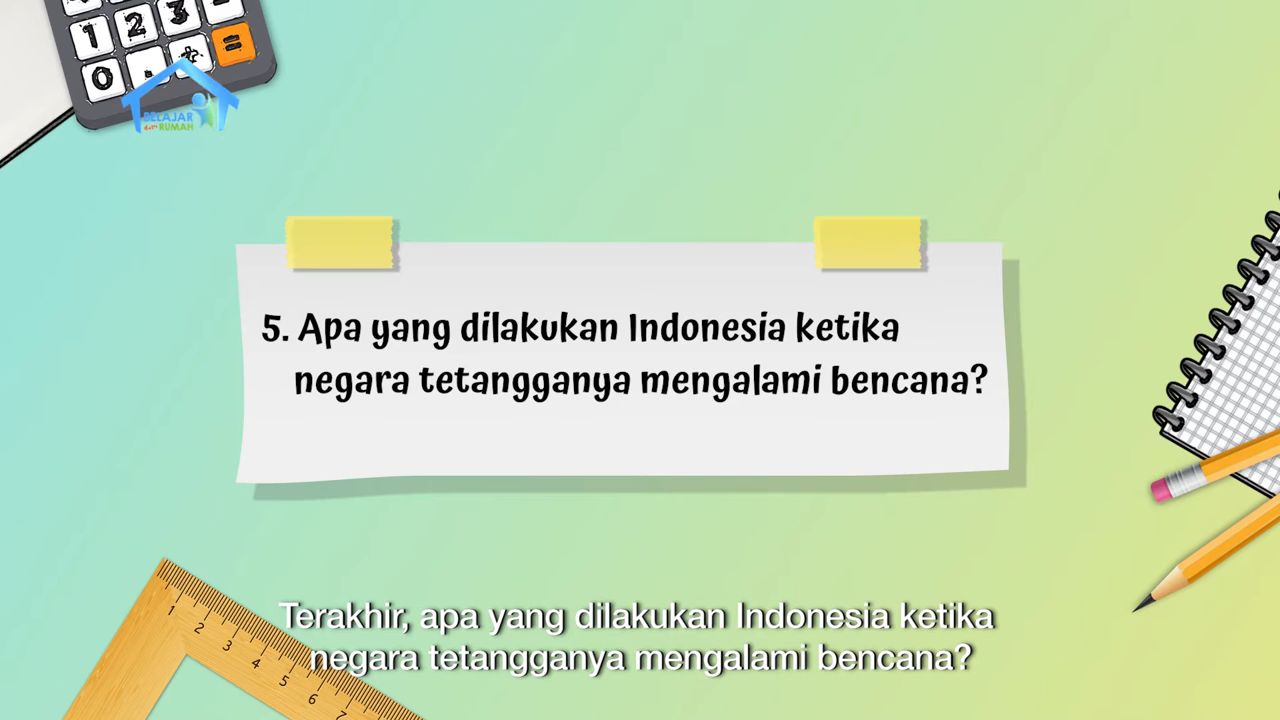 1 2 3 -
0 . + =
BELAJAR
dari RUMAH
5. Apa yang dilakukan Indonesia ketika
negara tetangganya mengalami bencana?
1 2 3 4 5 6 7
Terakhir, apa yang dilakukan Indonesia ketika
negara tetangganya mengalami bencana?